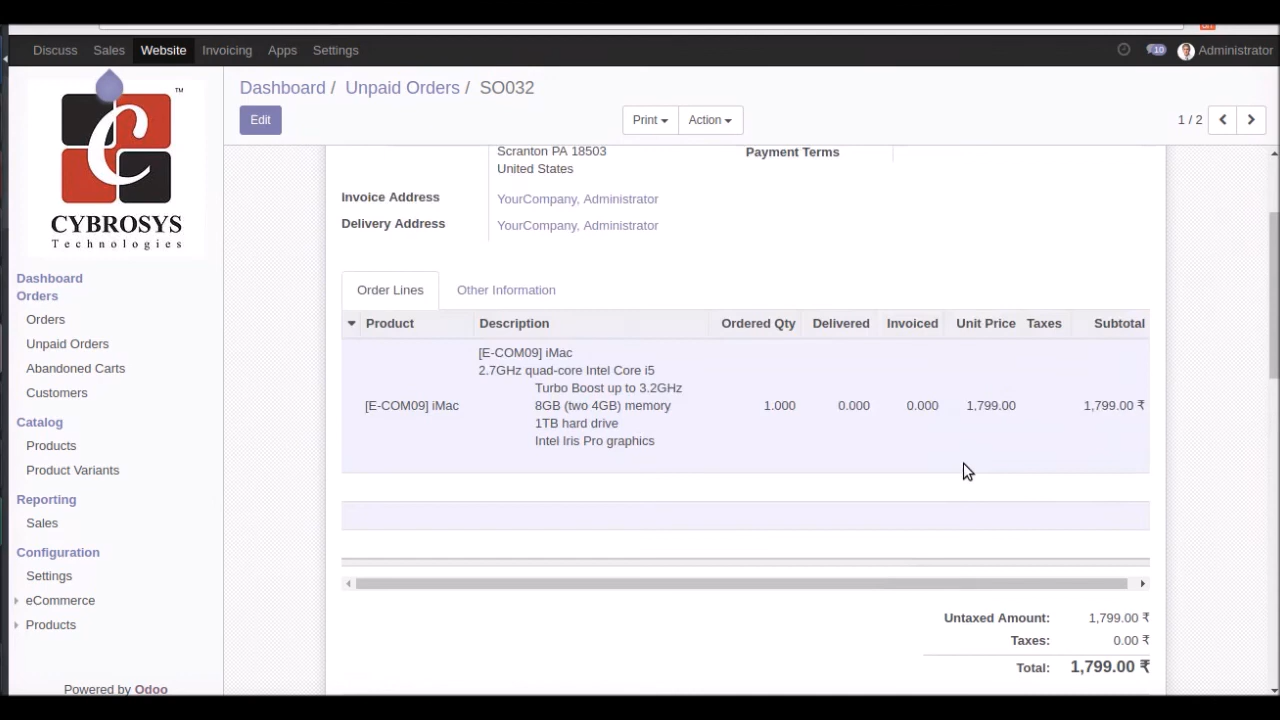 Discuss Sales Website Invoicing Apps Settings 10 Administrator
Dashboard / Unpaid Orders / SO032
Edit Print Action 1 / 2
TM
C
CYBROSYS
Technologies
Dashboard
Orders
Orders
Unpaid Orders
Abandoned Carts
Customers
Catalog
Products
Product Variants
Reporting
Sales
Configuration
Settings
eCommerce
Products
Powered by Odoo
Scranton PA 18503
United States
Payment Terms
Invoice Address YourCompany, Administrator
Delivery Address YourCompany, Administrator
Order Lines Other Information
Product Description Ordered Qty Delivered Invoiced Unit Price Taxes Subtotal
[E-COM09] iMac
2.7GHz quad-core Intel Core i5
Turbo Boost up to 3.2GHz
[E-COM09] iMac 8GB (two 4GB) memory 1.000 0.000 0.000 1,799.00 1,799.00 ₹
1TB hard drive
Intel Iris Pro graphics
Untaxed Amount: 1,799.00 ₹
Taxes: 0.00 ₹
Total: 1,799.00 ₹